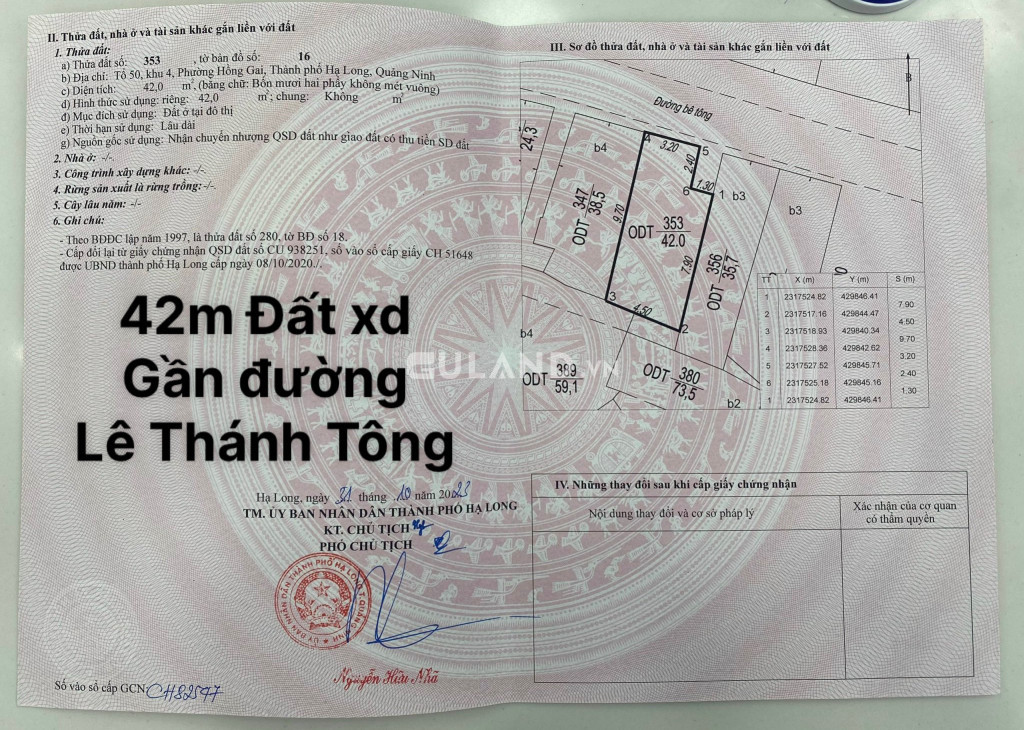 II. Thửa đất, nhà ở và tài sản khác gắn liền với đất
1. Thửa đất:
a) Thửa đất số: 353 , tờ bản đồ số: 16
b) Địa chỉ: Tổ 50, khu 4, Phường Hồng Gai, Thành phố Hạ Long, Quảng Ninh
c) Diện tích: 42,0 m², (bằng chữ: Bốn mươi hai phẩy không mét vuông)
d) Hình thức sử dụng: riêng: 42,0 m²; chung: Không m²
đ) Mục đích sử dụng: Đất ở tại đô thị
e) Thời hạn sử dụng: Lâu dài
g) Nguồn gốc sử dụng: Nhận chuyển nhượng QSD đất như giao đất có thu tiền SD đất
2. Nhà ở: -/-.
3. Công trình xây dựng khác: -/-
4. Rừng sản xuất là rừng trồng:-/-.
5. Cây lâu năm: -/-
6. Ghi chú:
- Theo BĐĐC lập năm 1997, là thửa đất số 280, tờ BĐ số 18.
- Cấp đổi lại từ giấy chứng nhận QSD đất số CU 938251, số vào sổ cấp giấy CH 51648
được UBND thành phố Hạ Long cấp ngày 08/10/2020./.
42m Đất xd
Gần đường
Lê Thánh Tông
Hạ Long, ngày 31 tháng 10 năm 2023
TM. ỦY BAN NHÂN DÂN THÀNH PHỐ HẠ LONG
KT. CHỦ TỊCH
PHÓ CHỦ TỊCH
ỦY BAN NHÂN DÂN THÀNH PHỐ HẠ LONG T. QUẢNG NINH
Nguyễn Hữu Nhã
Số vào sổ cấp GCN CH82597
III. Sơ đồ thửa đất, nhà ở và tài sản khác gắn liền với đất
B
Đường bê tông
24,3
b4
4
3.20
5
2.40
6
1.30
1
b3
b3
ODT 347
38,5
9.70
ODT 353
42.0
7.90
ODT 356
35,7
3
4.50
2
b4
ODT 389
59,1
ODT 380
73,5
b2
TT X (m) Y (m) S (m)
1 2317524.82 429846.41
7.90
2 2317517.16 429844.47
4.50
3 2317518.93 429840.34
9.70
4 2317528.36 429842.62
3.20
5 2317527.52 429845.71
2.40
6 2317525.18 429845.16
1.30
1 2317524.82 429846.41
GULAND.VN
IV. Những thay đổi sau khi cấp giấy chứng nhận
Nội dung thay đổi và cơ sở pháp lý
Xác nhận của cơ quan
có thẩm quyền